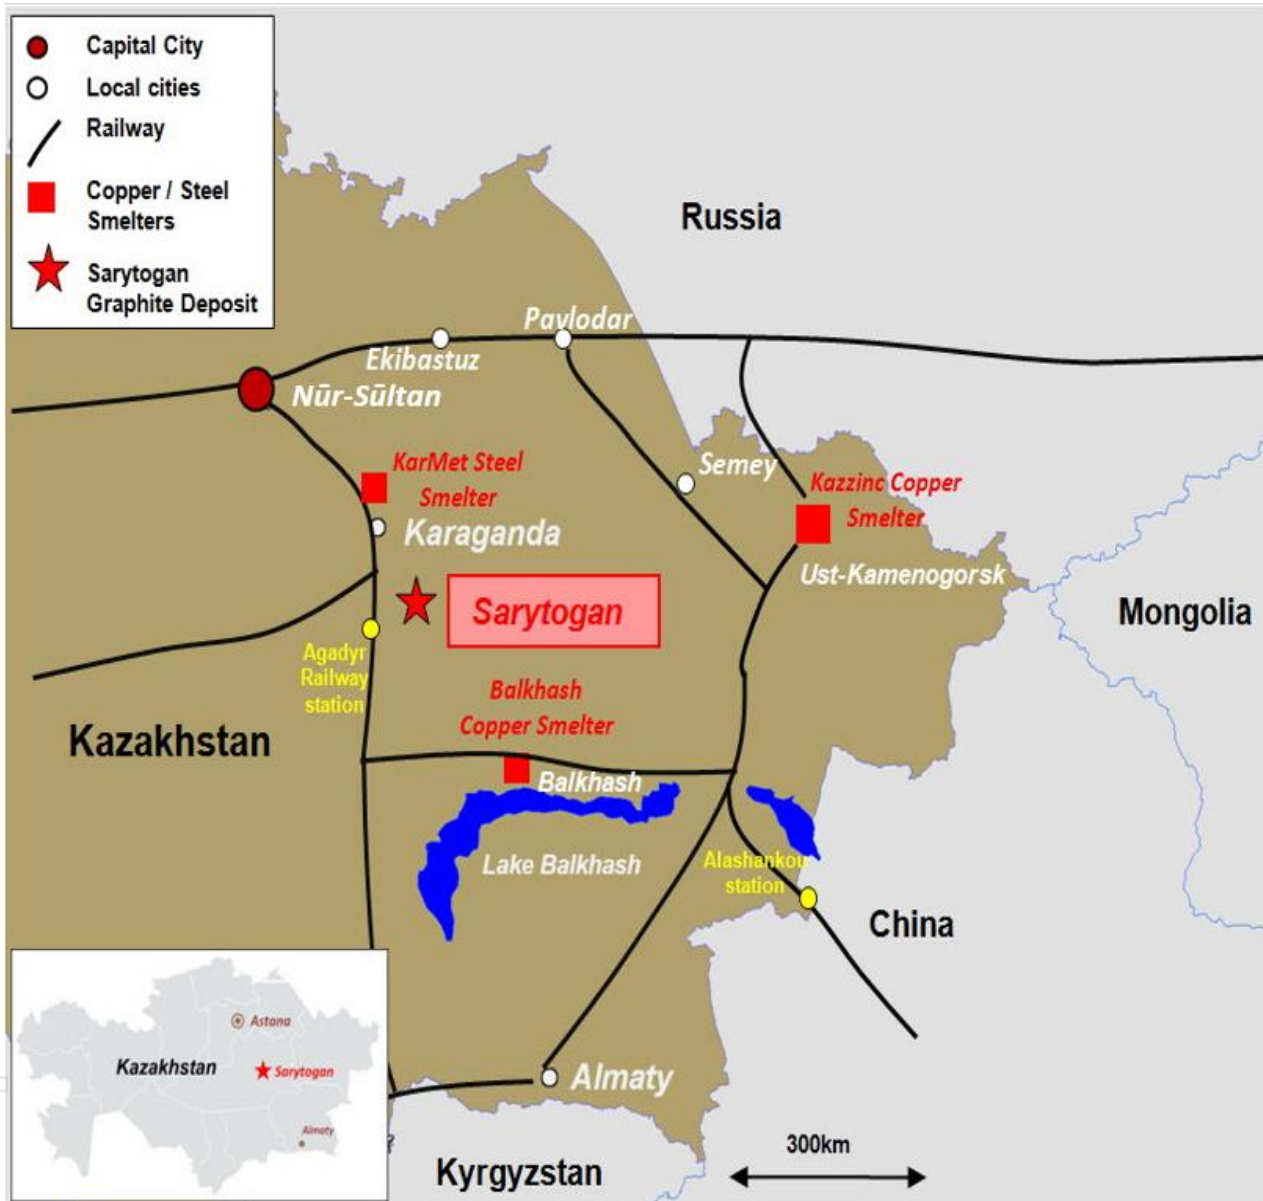 Capital City
Local cities
Railway
Copper / Steel
Smelters
Sarytogan
Graphite Deposit
Russia
Pavlodar
Ekibastuz
Nūr-Sūltan
KarMet Steel
Smelter
Semey
Kazzinc Copper
Smelter
Karaganda
Ust-Kamenogorsk
Sarytogan
Mongolia
Agadyr
Railway
station
Balkhash
Copper Smelter
Kazakhstan
Balkhash
Lake Balkhash
Alashankou
station
China
Astana
Kazakhstan
Sarytogan
Almaty
Almaty
300km
Kyrgyzstan